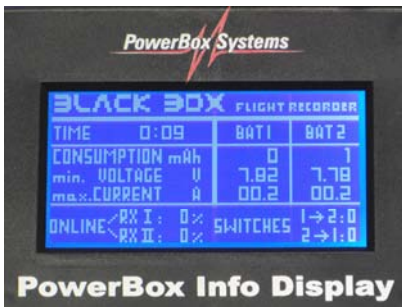 PowerBox Systems
BLACK BOX FLIGHT RECORDER
TIME 0:09 BAT1 BAT2
CONSUMPTION mAh 0 1
min. VOLTAGE V 7.82 7.78
max.CURRENT A 00.2 00.2
ONLINE RX I: 0% SWITCHES 1→2:0
RX II: 0% 2→1:0
PowerBox Info Display